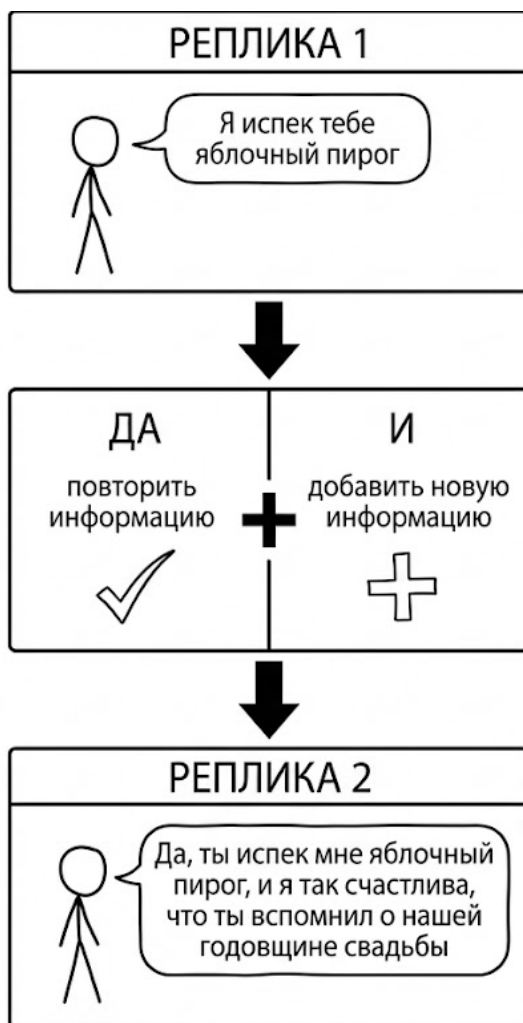 РЕПЛИКА 1
Я испек тебе
яблочный пирог
ДА
повторить
информацию
И
добавить новую
информацию
РЕПЛИКА 2
Да, ты испек мне яблочный
пирог, и я так счастлива,
что ты вспомнил о нашей
годовщине свадьбы